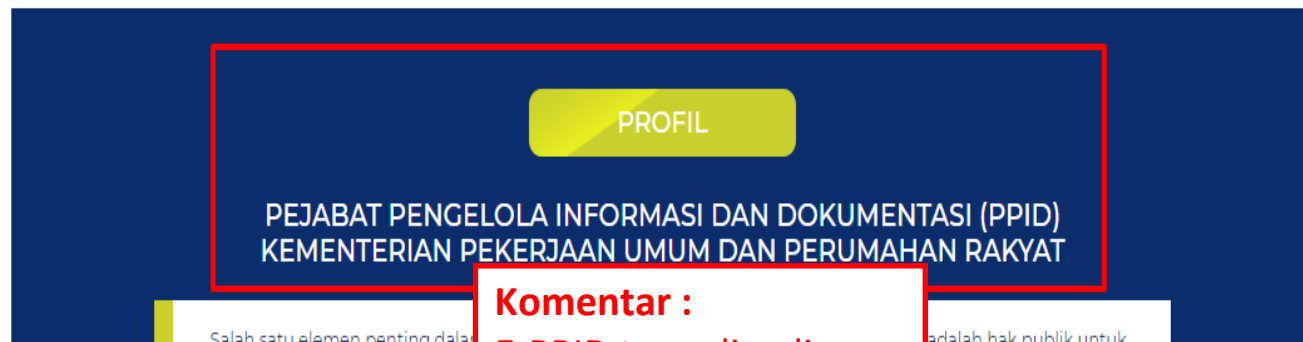 PROFIL
PEJABAT PENGELOLA INFORMASI DAN DOKUMENTASI (PPID)
KEMENTERIAN PEKERJAAN UMUM DAN PERUMAHAN RAKYAT
Komentar :
Salah satu elemen penting adalah hak publik untuk